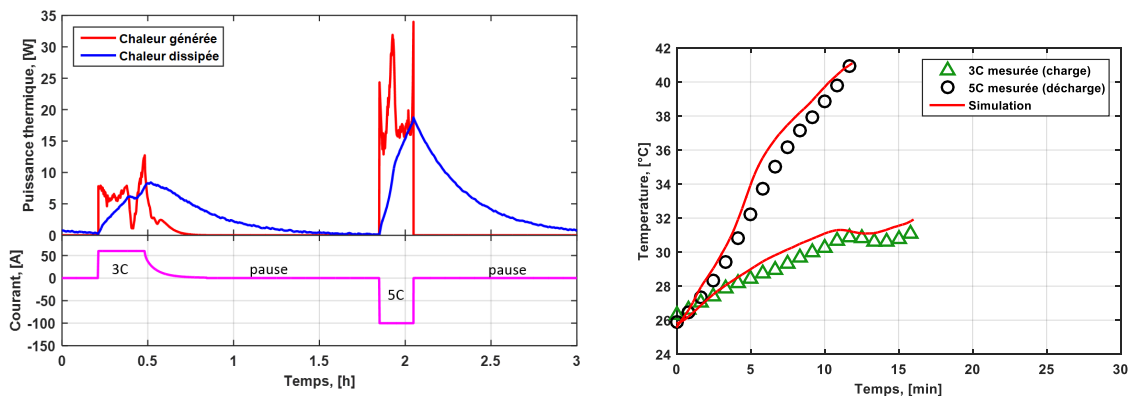 35
30
25
20
15
10
5
0
Puissance thermique, [W]
Chaleur générée
Chaleur dissipée
50
0
-50
-100
-150
Courant, [A]
3C
pause
5C
pause
0
0.5
1
1.5
2
2.5
3
Temps, [h]
42
40
38
36
34
32
30
28
26
24
Temperature, [°C]
3C mesurée (charge)
5C mesurée (décharge)
Simulation
0
5
10
15
20
25
30
Temps, [min]